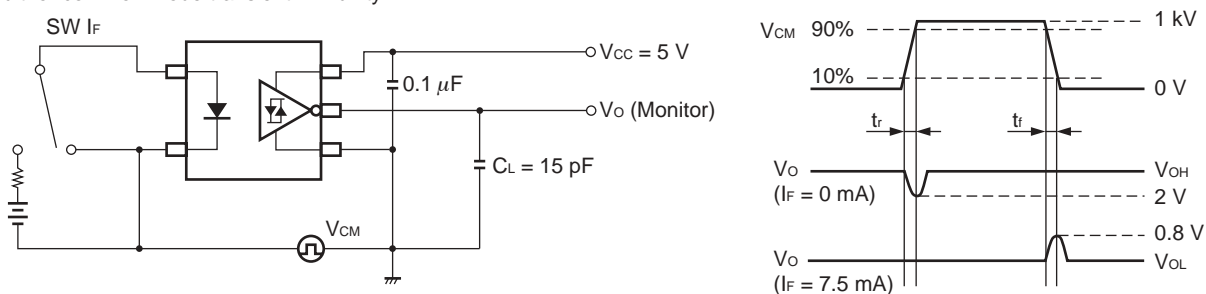 SW IF
VCC = 5 V
0.1 μF
VO (Monitor)
CL = 15 pF
VCM
VCM 90%
1 kV
10%
0 V
tr
tf
VO
(IF = 0 mA)
VOH
2 V
0.8 V
VO
(IF = 7.5 mA)
VOL